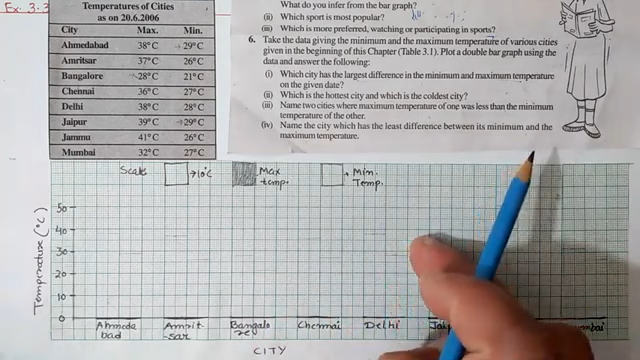 Ex. 3.3
Temperatures of Cities
as on 20.6.2006
City Max. Min.
Ahmedabad 38°C 29°C
Amritsar 37°C 26°C
Bangalore 28°C 21°C
Chennai 36°C 27°C
Delhi 38°C 28°C
Jaipur 39°C 29°C
Jammu 41°C 26°C
Mumbai 32°C 27°C
What do you infer from the bar graph?
(ii) Which sport is most popular?
(iii) Which is more preferred, watching or participating in sports?
6. Take the data giving the minimum and the maximum temperature of various cities
given in the beginning of this Chapter (Table 3.1). Plot a double bar graph using the
data and answer the following:
(i) Which city has the largest difference in the minimum and maximum temperature
on the given date?
(ii) Which is the hottest city and which is the coldest city?
(iii) Name two cities where maximum temperature of one was less than the minimum
temperature of the other.
(iv) Name the city which has the least difference between its minimum and the
maximum temperature.
Scale → 10°C Max temp. Min. Temp.
Temperature (°C)
50
40
30
20
10
0
Ahmedabad
Amritsar
Bangalore
Chennai
Delhi
CITY